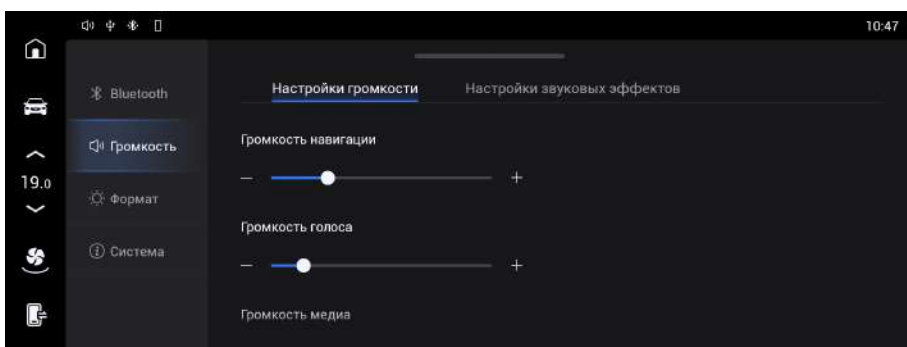 10:47
Bluetooth
Настройки громкости
Настройки звуковых эффектов
Громкость
Громкость навигации
19.0
Формат
Громкость голоса
Система
Громкость медиа